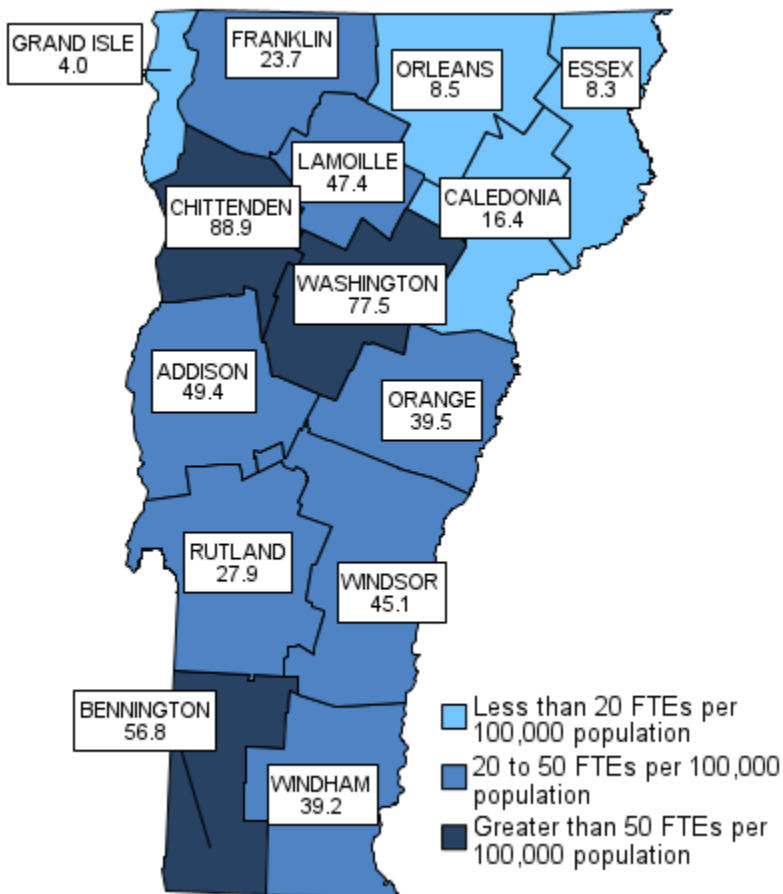 GRAND ISLE
4.0
FRANKLIN
23.7
ORLEANS
8.5
ESSEX
8.3
LAMOILLE
47.4
CHITTENDEN
88.9
CALEDONIA
16.4
WASHINGTON
77.5
ADDISON
49.4
ORANGE
39.5
RUTLAND
27.9
WINDSOR
45.1
BENNINGTON
56.8
WINDHAM
39.2
Less than 20 FTEs per
100,000 population
20 to 50 FTEs per 100,000
population
Greater than 50 FTEs per
100,000 population